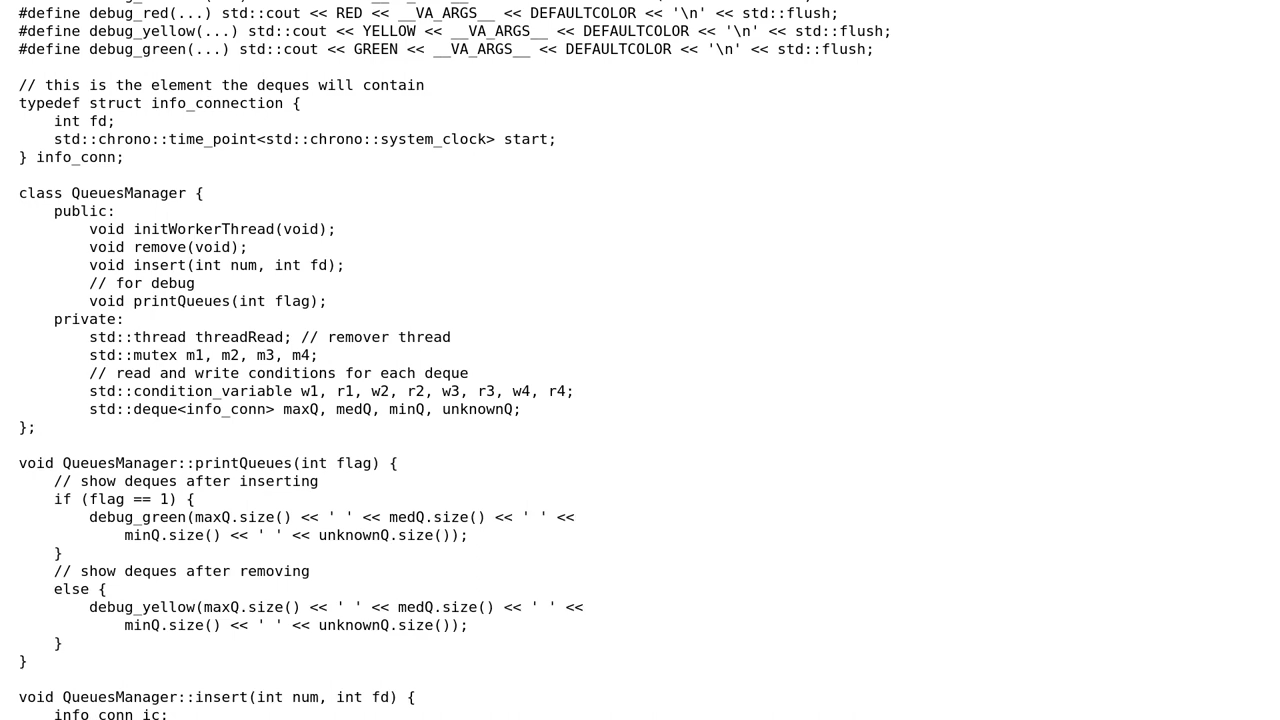 #define debug_red(...) std::cout << RED << __VA_ARGS__ << DEFAULTCOLOR << '\n' << std::flush;
#define debug_yellow(...) std::cout << YELLOW << __VA_ARGS__ << DEFAULTCOLOR << '\n' << std::flush;
#define debug_green(...) std::cout << GREEN << __VA_ARGS__ << DEFAULTCOLOR << '\n' << std::flush;

// this is the element the deques will contain
typedef struct info_connection {
    int fd;
    std::chrono::time_point<std::chrono::system_clock> start;
} info_conn;

class QueuesManager {
    public:
        void initWorkerThread(void);
        void remove(void);
        void insert(int num, int fd);
        // for debug
        void printQueues(int flag);
    private:
        std::thread threadRead; // remover thread
        std::mutex m1, m2, m3, m4;
        // read and write conditions for each deque
        std::condition_variable w1, r1, w2, r2, w3, r3, w4, r4;
        std::deque<info_conn> maxQ, medQ, minQ, unknownQ;
};

void QueuesManager::printQueues(int flag) {
    // show deques after inserting
    if (flag == 1) {
        debug_green(maxQ.size() << ' ' << medQ.size() << ' ' <<
            minQ.size() << ' ' << unknownQ.size());
    }
    // show deques after removing
    else {
        debug_yellow(maxQ.size() << ' ' << medQ.size() << ' ' <<
            minQ.size() << ' ' << unknownQ.size());
    }
}

void QueuesManager::insert(int num, int fd) {
    info_conn ic;